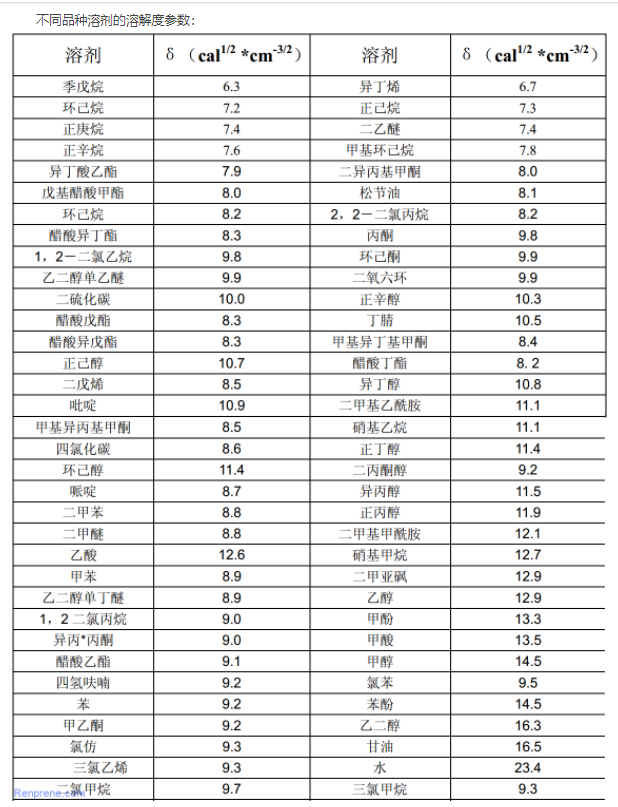 不同品种溶剂的溶解度参数:
溶剂 δ （cal1/2 *cm-3/2） 溶剂 δ （cal1/2 *cm-3/2）
季戊烷 6.3 异丁烯 6.7
环己烷 7.2 正己烷 7.3
正庚烷 7.4 二乙醚 7.4
正辛烷 7.6 甲基环己烷 7.8
异丁酸乙酯 7.9 二异丙基甲酮 8.0
戊基醋酸甲酯 8.0 松节油 8.1
环己烷 8.2 2，2－二氯丙烷 8.2
醋酸异丁酯 8.3 丙酮 9.8
1，2－二氯乙烷 9.8 环己酮 9.9
乙二醇单乙醚 9.9 二氧六环 9.9
二硫化碳 10.0 正辛醇 10.3
醋酸戊酯 8.3 丁腈 10.5
醋酸异戊酯 8.3 甲基异丁基甲酮 8.4
正己醇 10.7 醋酸丁酯 8. 2
二戊烯 8.5 异丁醇 10.8
吡啶 10.9 二甲基乙酰胺 11.1
甲基异丙基甲酮 8.5 硝基乙烷 11.1
四氯化碳 8.6 正丁醇 11.4
环己醇 11.4 二丙酮醇 9.2
哌啶 8.7 异丙醇 11.5
二甲苯 8.8 正丙醇 11.9
二甲醚 8.8 二甲基甲酰胺 12.1
乙酸 12.6 硝基甲烷 12.7
甲苯 8.9 二甲亚砜 12.9
乙二醇单丁醚 8.9 乙醇 12.9
1，2 二氯丙烷 9.0 甲酚 13.3
异丙*丙酮 9.0 甲酸 13.5
醋酸乙酯 9.1 甲醇 14.5
四氢呋喃 9.2 氯苯 9.5
苯 9.2 苯酚 14.5
甲乙酮 9.2 乙二醇 16.3
氯仿 9.3 甘油 16.5
三氯乙烯 9.3 水 23.4
二氯甲烷 9.7 三氯甲烷 9.3
Renprene.com